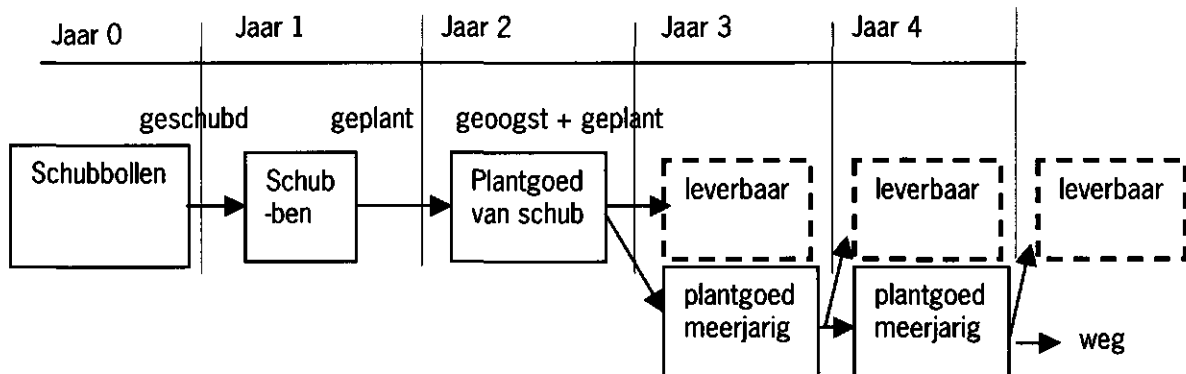 Jaar 0 Jaar 1 Jaar 2 Jaar 3 Jaar 4
geschubd geplant geoogst + geplant
Schubbollen
Schub
-ben
Plantgoed
van schub
leverbaar
leverbaar
leverbaar
plantgoed
meerjarig
plantgoed
meerjarig
weg